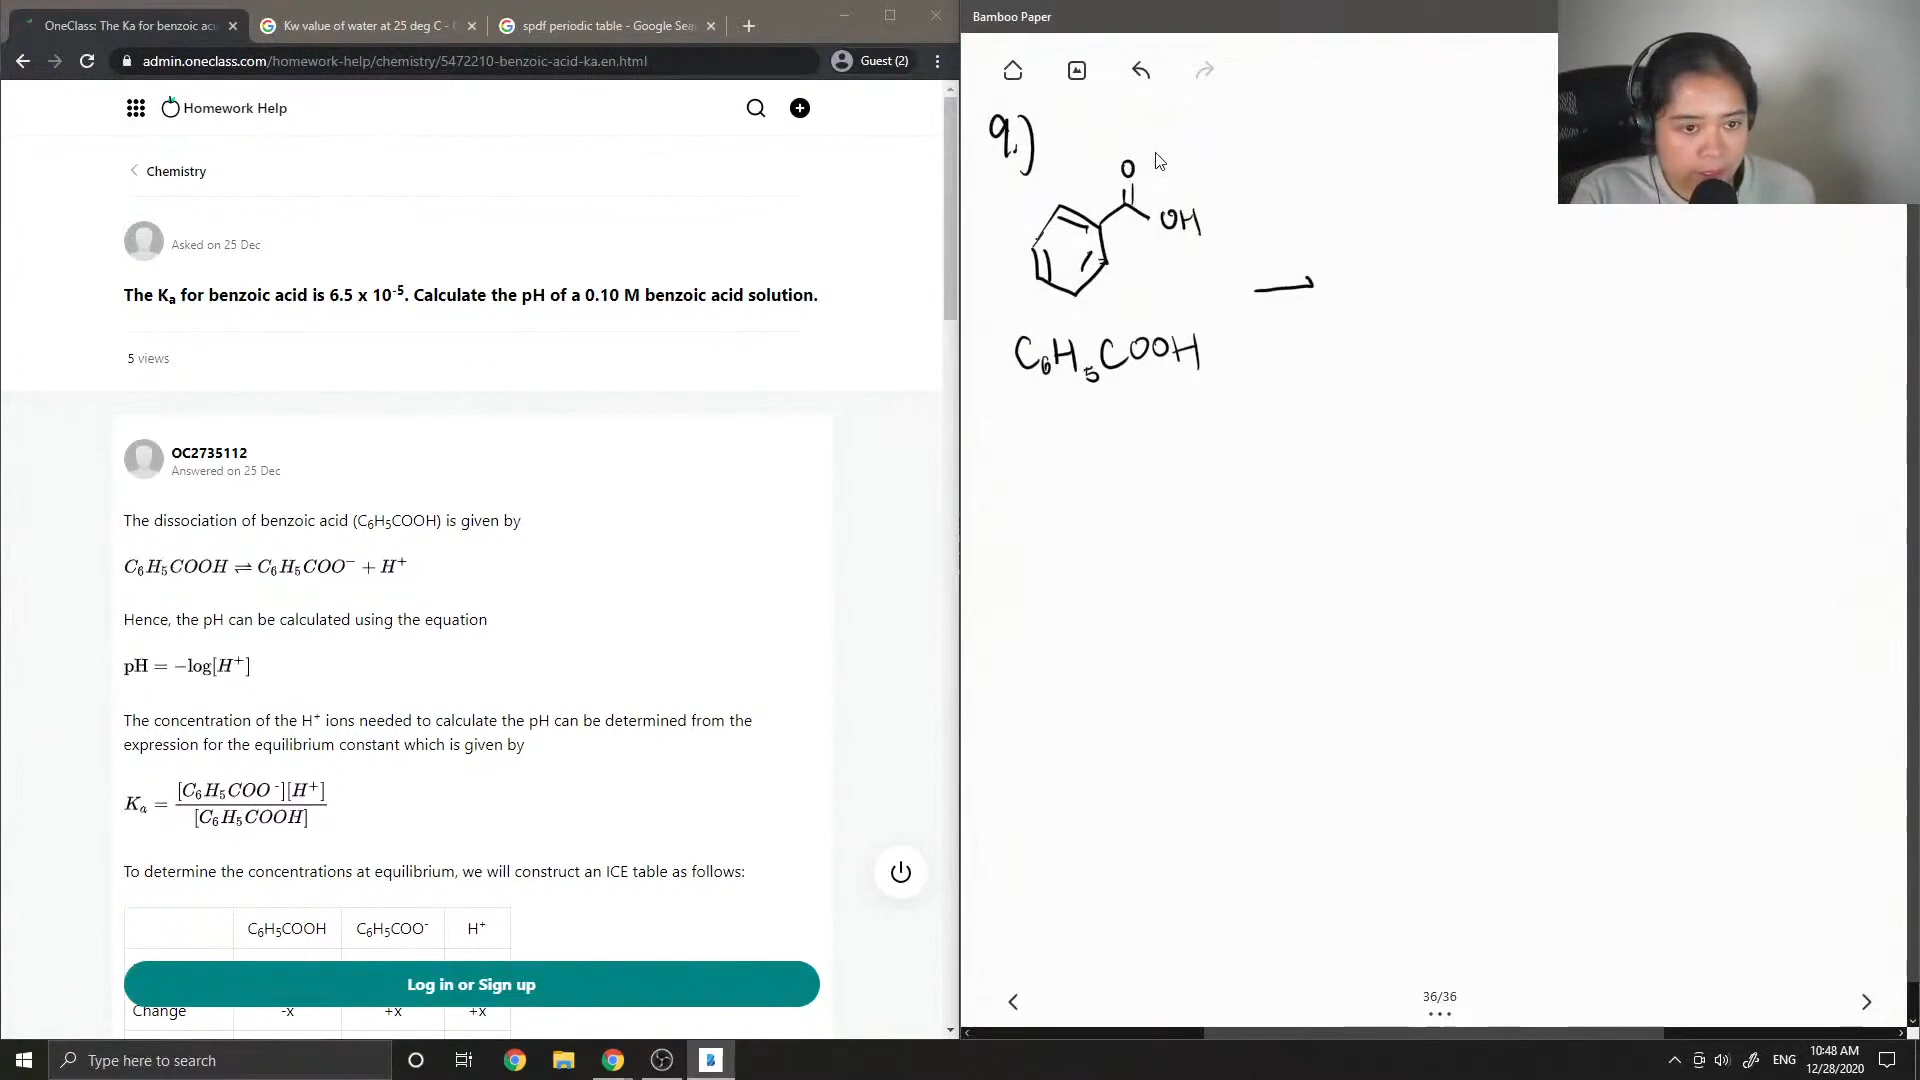 OneClass: The Ka for benzoic aci
Kw value of water at 25 deg C -
spdf periodic table - Google Sea
Bamboo Paper
admin.oneclass.com/homework-help/chemistry/5472210-benzoic-acid-ka.en.html
Guest (2)
Homework Help
Chemistry
Asked on 25 Dec
The Kₐ for benzoic acid is 6.5 x 10⁻⁵. Calculate the pH of a 0.10 M benzoic acid solution.
5 views
OC2735112
Answered on 25 Dec
The dissociation of benzoic acid (C₆H₅COOH) is given by
C₆H₅COOH ⇌ C₆H₅COO⁻ + H⁺
Hence, the pH can be calculated using the equation
pH = −log[H⁺]
The concentration of the H⁺ ions needed to calculate the pH can be determined from the
expression for the equilibrium constant which is given by
Kₐ = [C₆H₅COO⁻][H⁺] / [C₆H₅COOH]
To determine the concentrations at equilibrium, we will construct an ICE table as follows:
C₆H₅COOH C₆H₅COO⁻ H⁺
Log in or Sign up
Change -x +x +x
9.)
O
OH
→
C₆H₅COOH
36/36
Type here to search
ENG
10:48 AM
12/28/2020